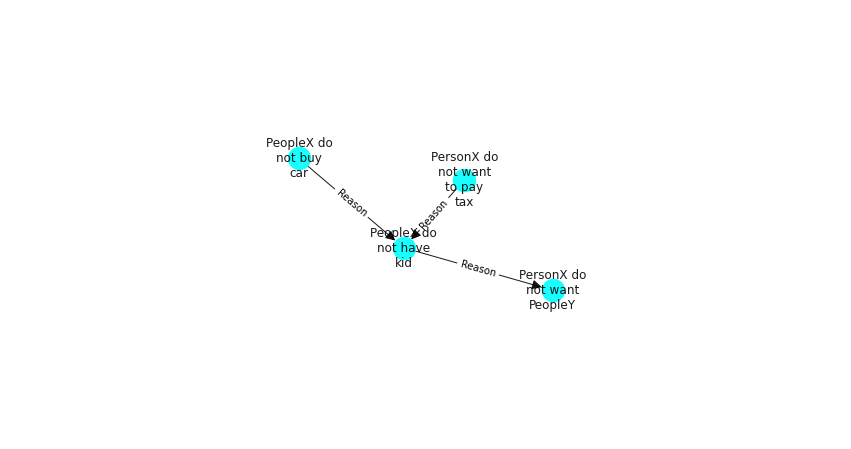 PeopleX do
not buy
car
PersonX do
not want
to pay
tax
Reason
Reason
PeopleX do
not have
kid
Reason
PersonX do
not want
PeopleY